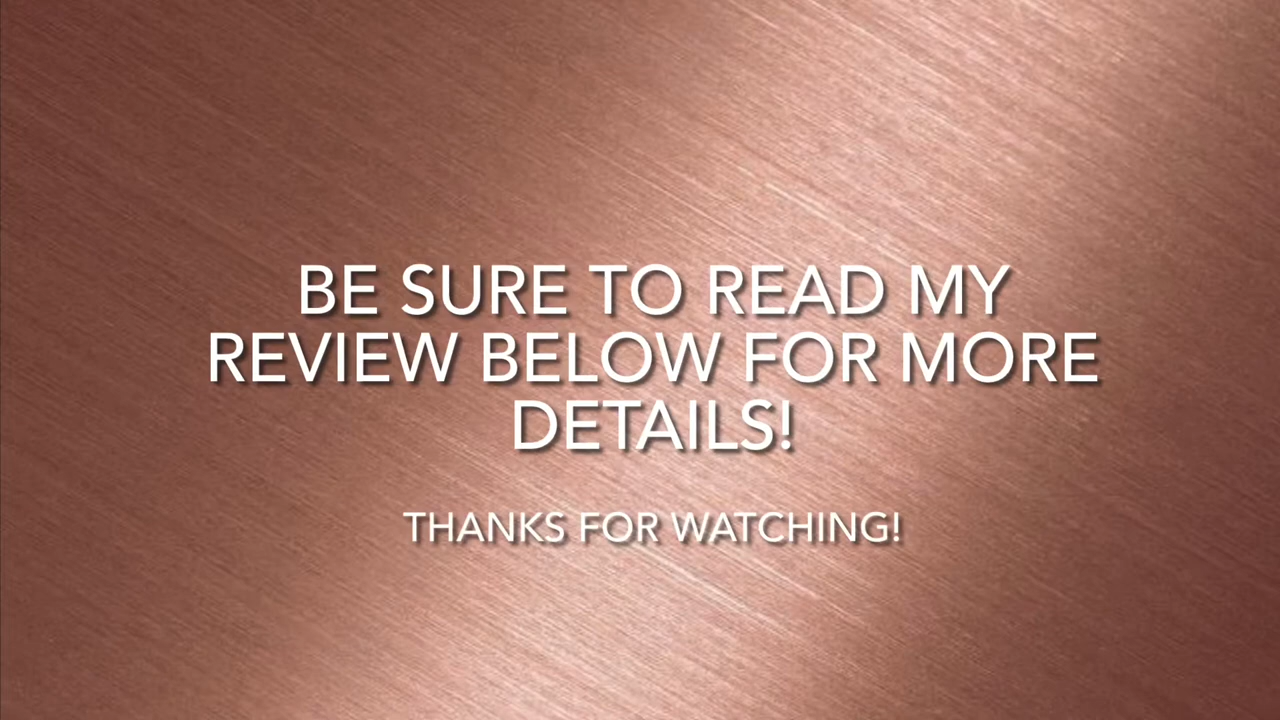 BE SURE TO READ MY
REVIEW BELOW FOR MORE
DETAILS!
THANKS FOR WATCHING!